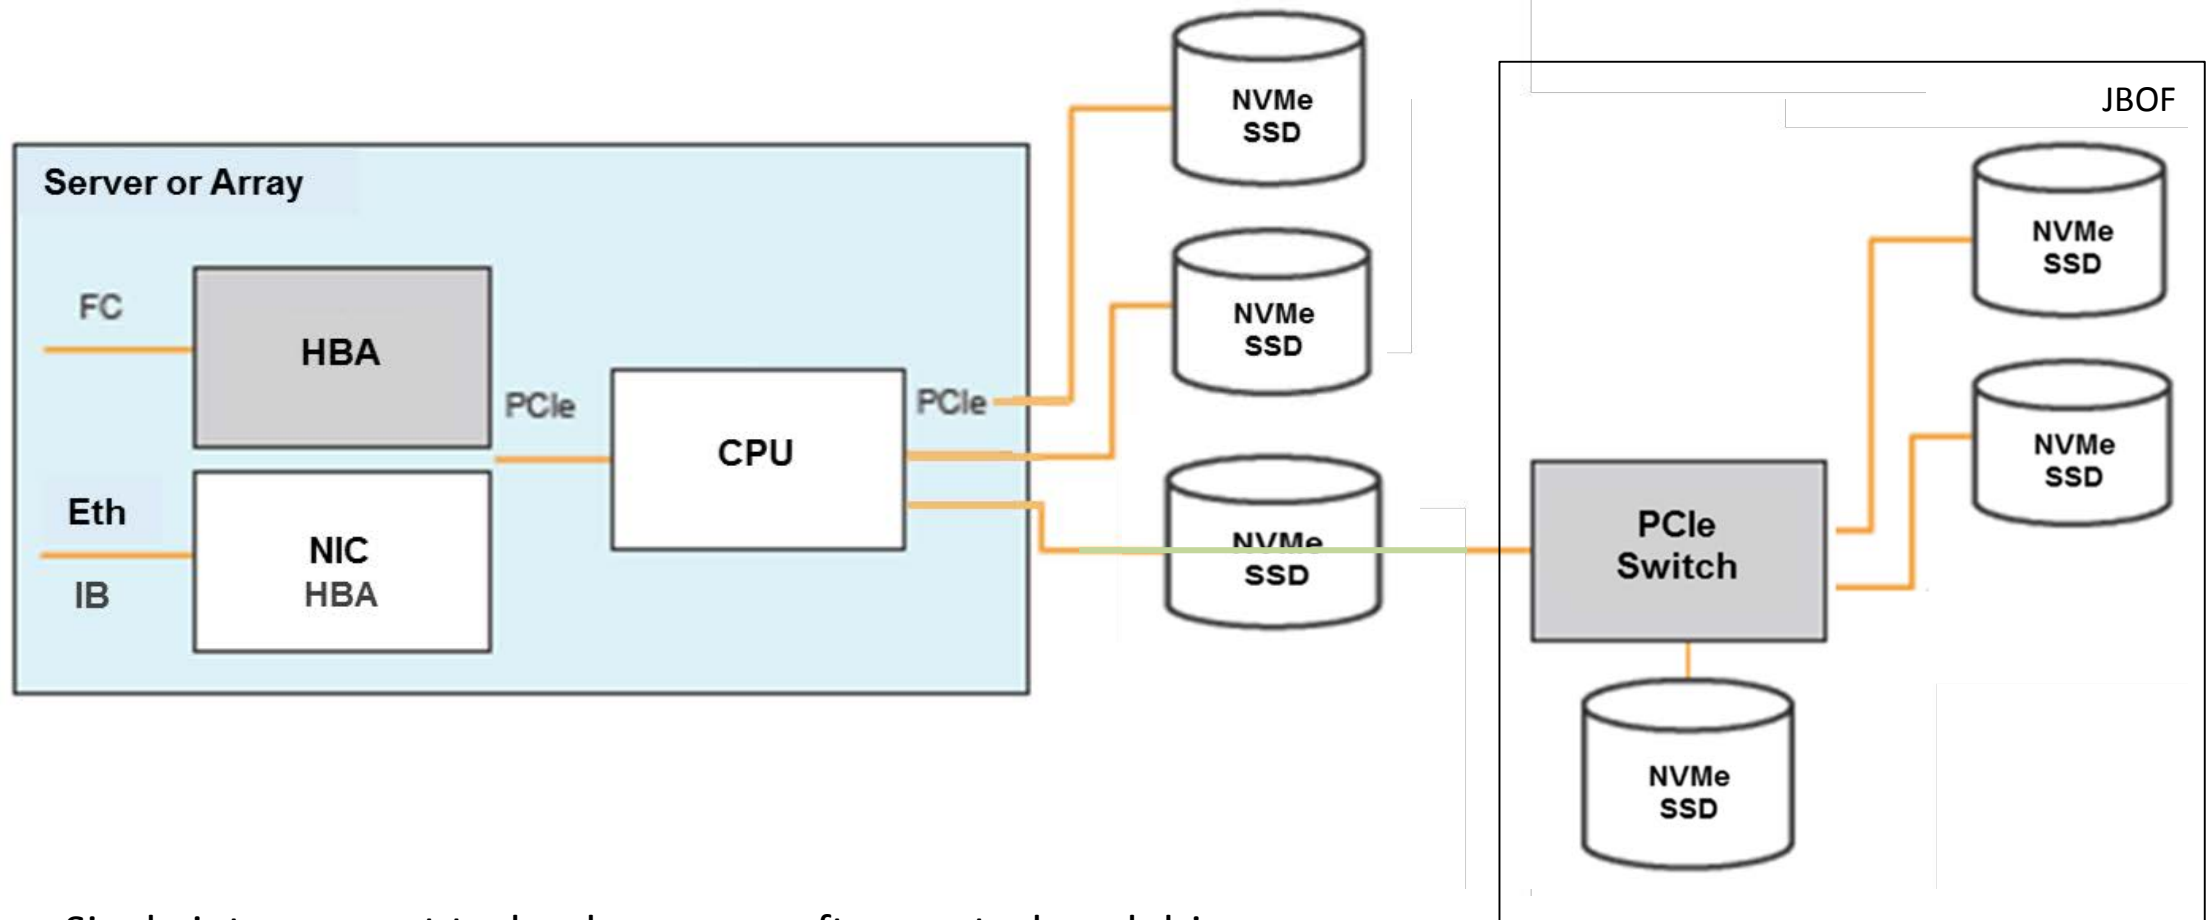 JBOF
Server or Array
FC
HBA
PCIe
CPU
PCIe
Eth
IB
NIC
HBA
NVMe
SSD
NVMe
SSD
NVMe
SSD
PCIe
Switch
NVMe
SSD
NVMe
SSD
NVMe
SSD